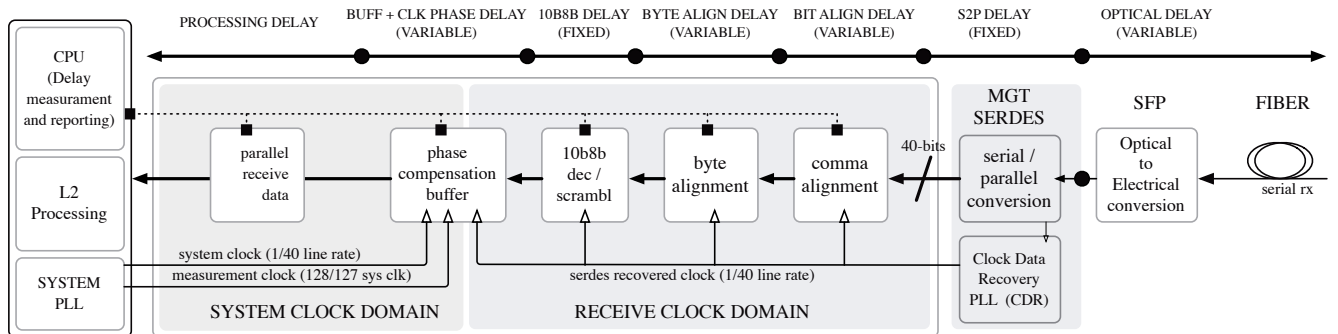 PROCESSING DELAY
BUFF + CLK PHASE DELAY
(VARIABLE)
10B8B DELAY
(FIXED)
BYTE ALIGN DELAY
(VARIABLE)
BIT ALIGN DELAY
(VARIABLE)
S2P DELAY
(FIXED)
OPTICAL DELAY
(VARIABLE)
CPU
(Delay
measurament
and reporting)
L2
Processing
SYSTEM
PLL
parallel
receive
data
phase
compensation
buffer
10b8b
dec /
scrambl
byte
alignment
comma
alignment
40-bits
MGT
SERDES
serial /
parallel
conversion
Clock Data
Recovery
PLL (CDR)
SFP
Optical
to
Electrical
conversion
FIBER
serial rx
system clock (1/40 line rate)
measurement clock (128/127 sys clk)
serdes recovered clock (1/40 line rate)
SYSTEM CLOCK DOMAIN
RECEIVE CLOCK DOMAIN